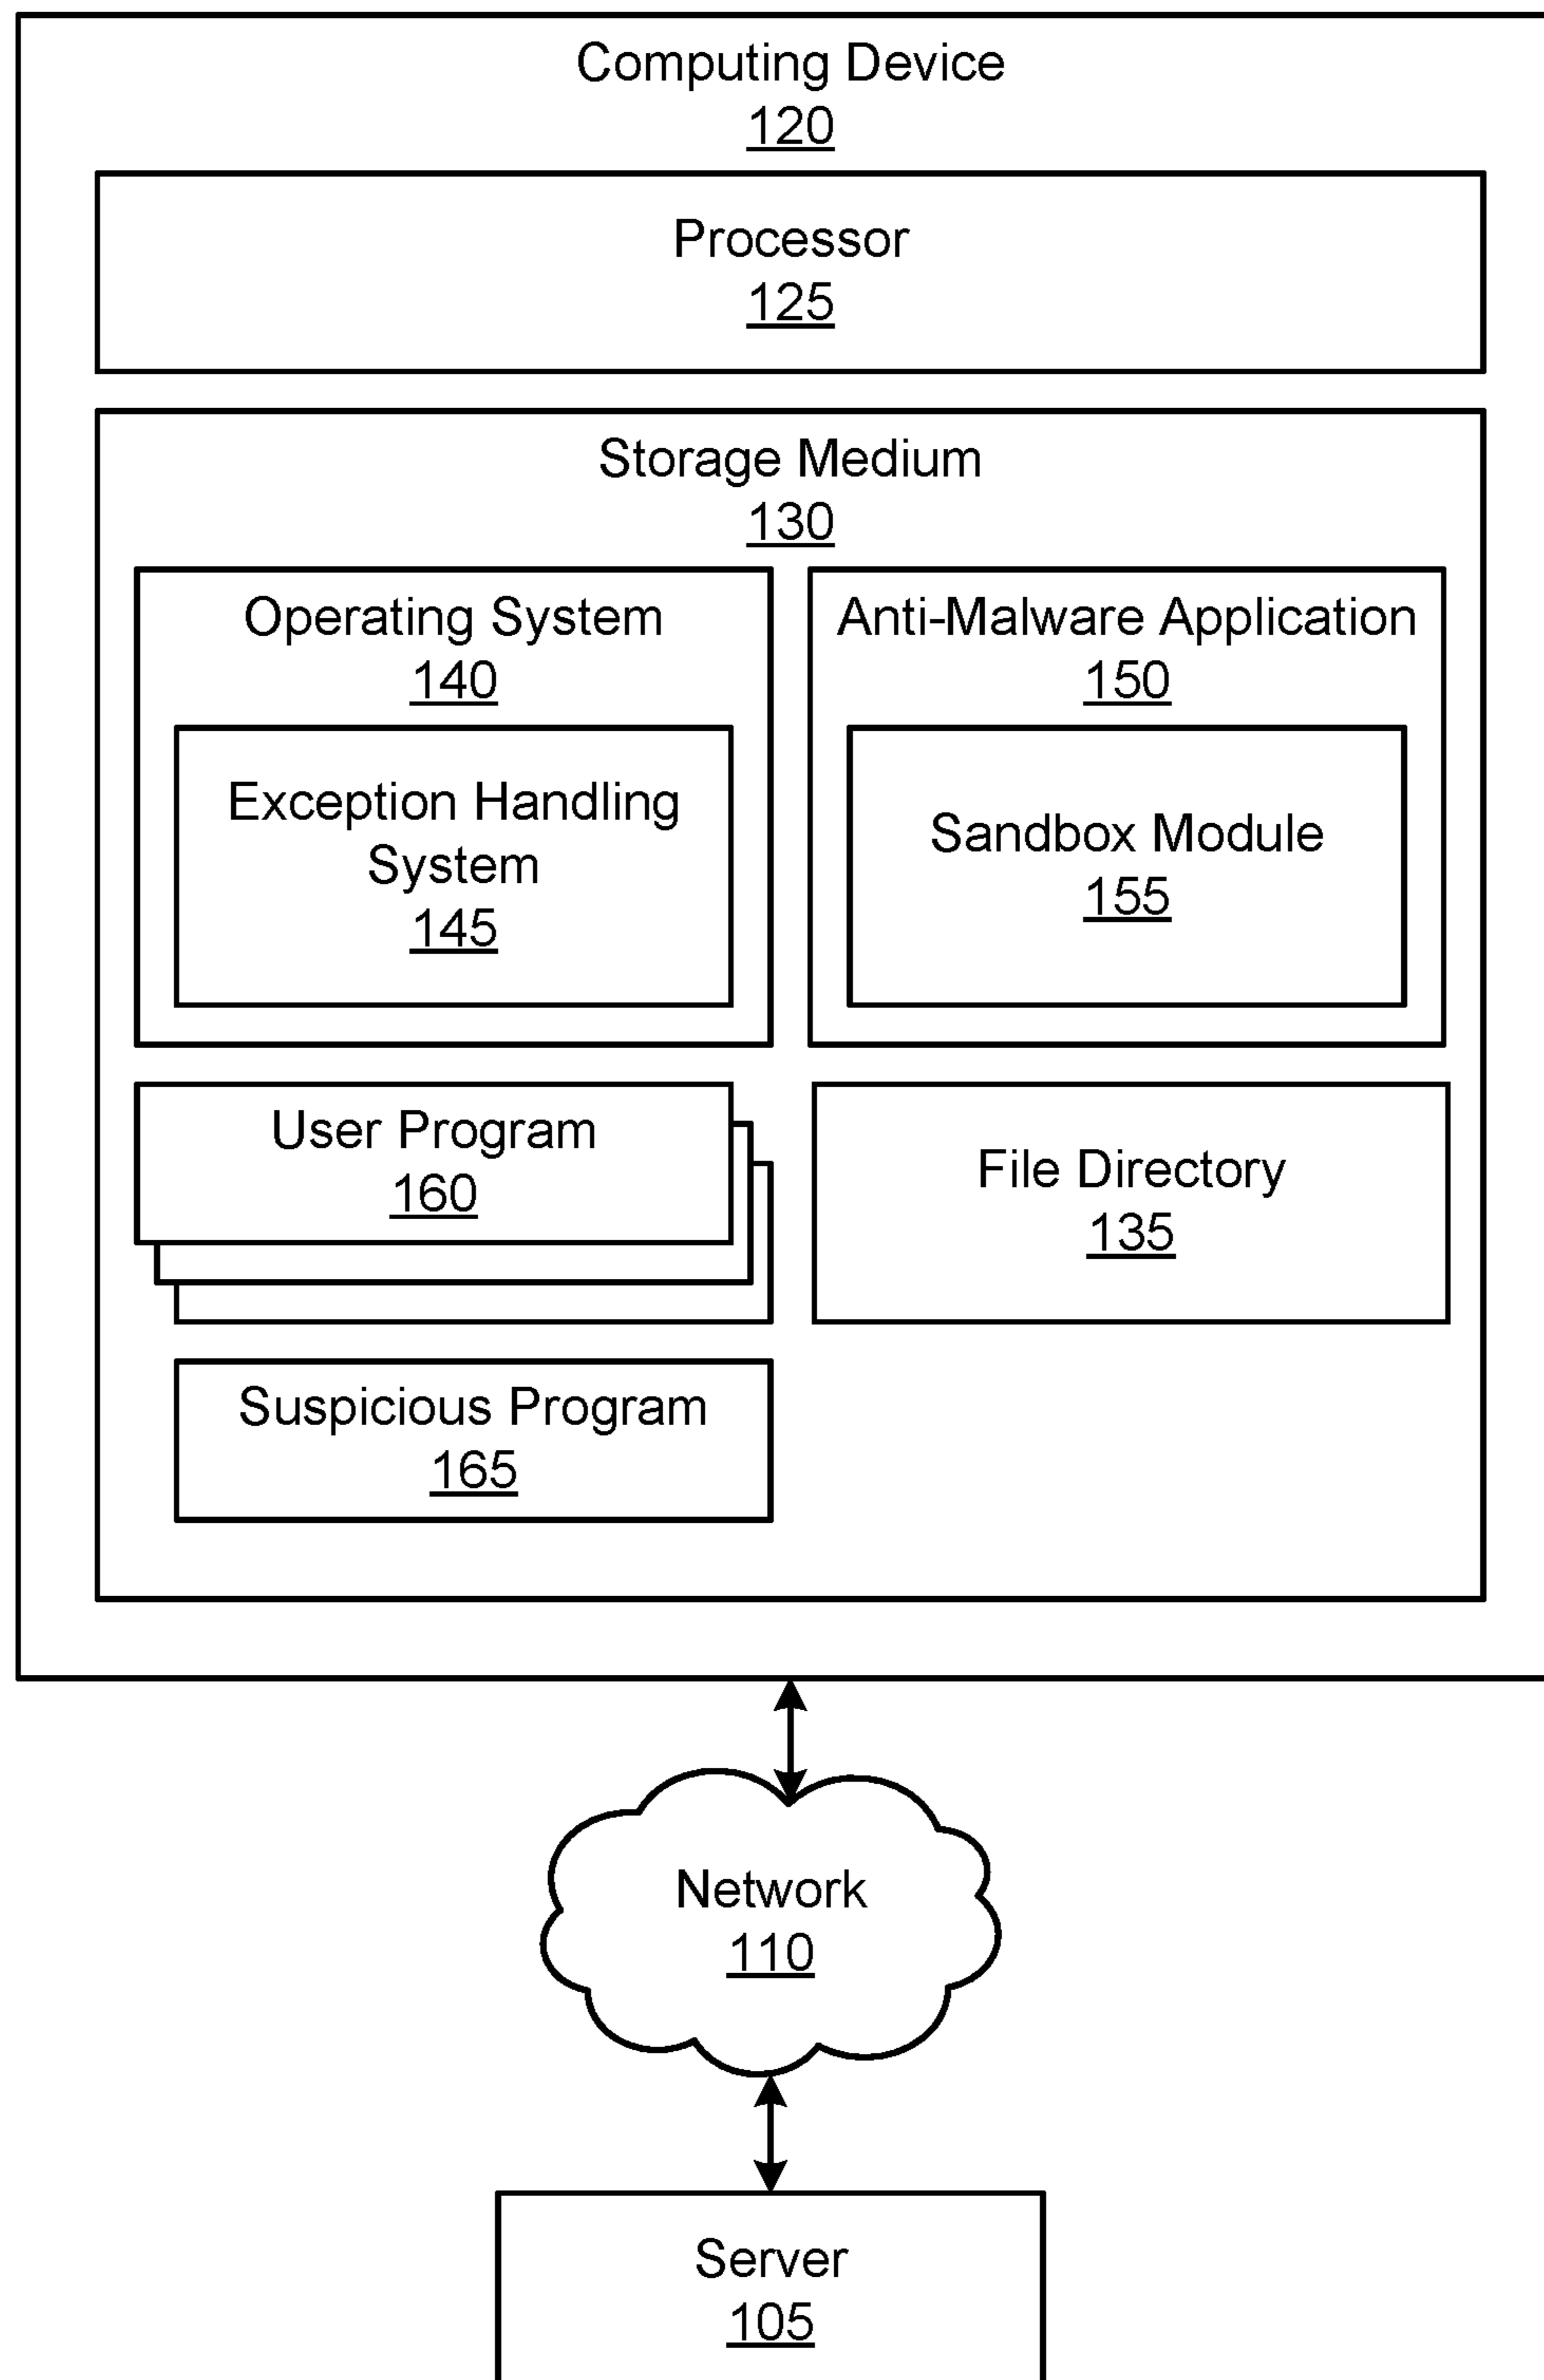 Computing Device
120
Processor
125
Storage Medium
130
Operating System
140
Exception Handling
System
145
Anti-Malware Application
150
Sandbox Module
155
User Program
160
File Directory
135
Suspicious Program
165
Network
110
Server
105